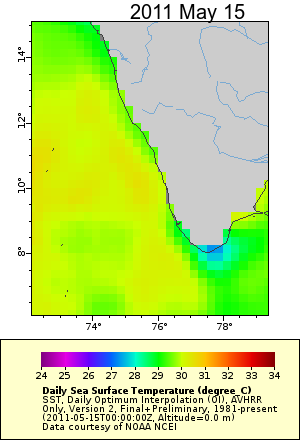 2011 May 15
14°
12°
10°
8°
74° 76° 78°
24 25 26 27 28 29 30 31 32 33 34
Daily Sea Surface Temperature (degree_C)
SST, Daily Optimum Interpolation (OI), AVHRR
Only, Version 2, Final+Preliminary, 1981-present
(2011-05-15T00:00:00Z, Altitude=0.0 m)
Data courtesy of NOAA NCEI